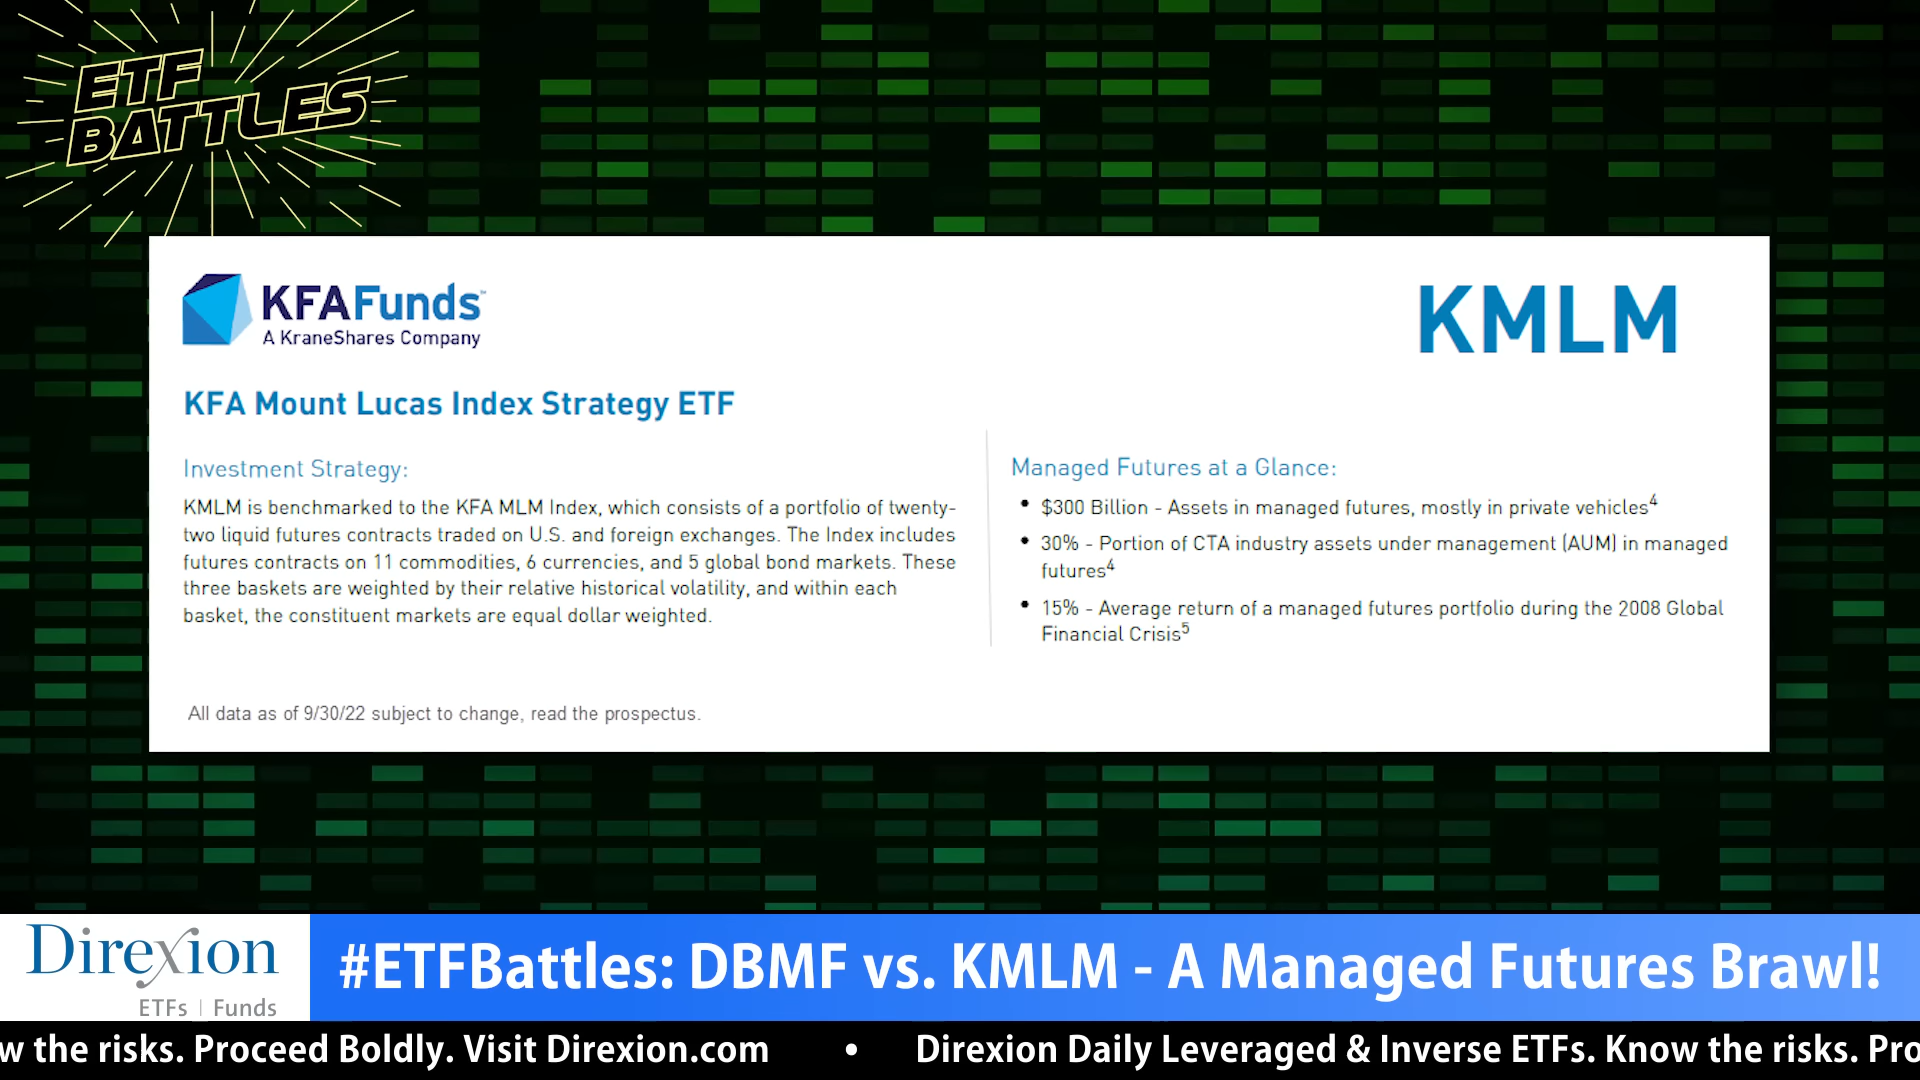 ETF
BATTLES
KFAFunds™
A KraneShares Company
KMLM
KFA Mount Lucas Index Strategy ETF
Investment Strategy:
KMLM is benchmarked to the KFA MLM Index, which consists of a portfolio of twenty-
two liquid futures contracts traded on U.S. and foreign exchanges. The Index includes
futures contracts on 11 commodities, 6 currencies, and 5 global bond markets. These
three baskets are weighted by their relative historical volatility, and within each
basket, the constituent markets are equal dollar weighted.
Managed Futures at a Glance:
• $300 Billion - Assets in managed futures, mostly in private vehicles4
• 30% - Portion of CTA industry assets under management (AUM) in managed
futures4
• 15% - Average return of a managed futures portfolio during the 2008 Global
Financial Crisis5
All data as of 9/30/22 subject to change, read the prospectus.
Direxion
ETFs | Funds
#ETFBattles: DBMF vs. KMLM - A Managed Futures Brawl!
w the risks. Proceed Boldly. Visit Direxion.com • Direxion Daily Leveraged & Inverse ETFs. Know the risks. Pro